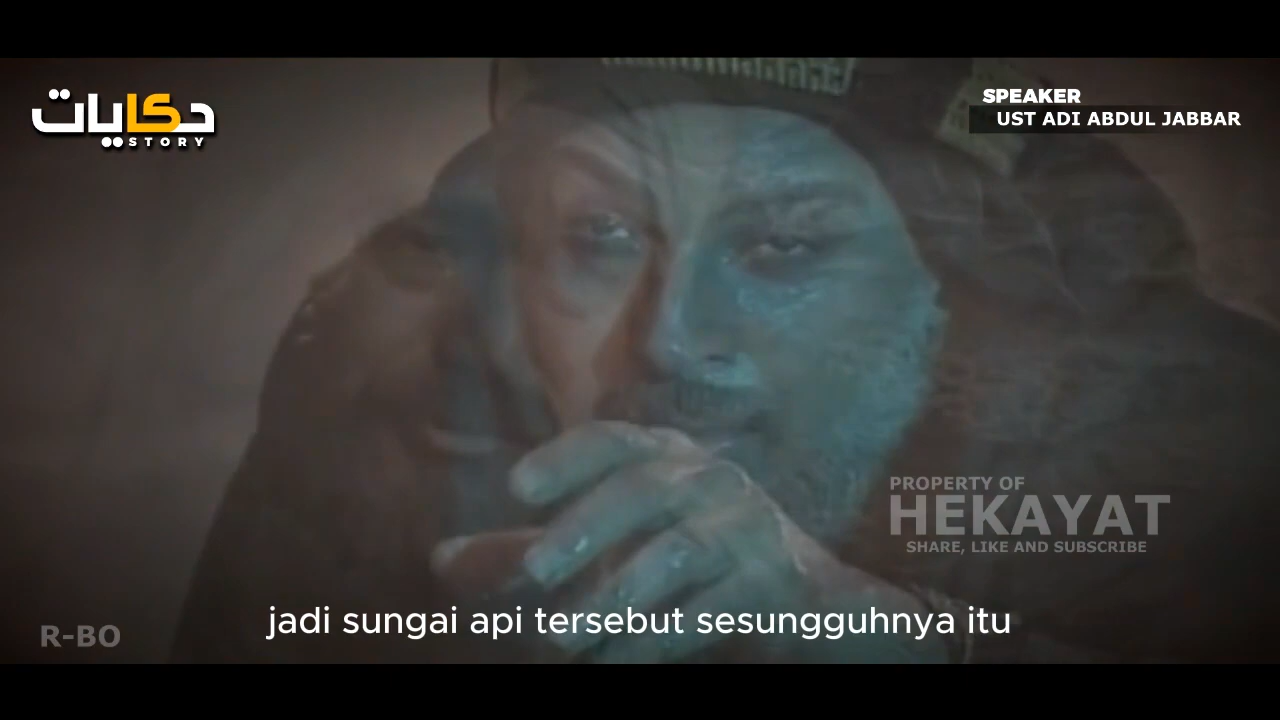 حكايات
STORY
SPEAKER
UST ADI ABDUL JABBAR
PROPERTY OF
HEKAYAT
SHARE, LIKE AND SUBSCRIBE
jadi sungai api tersebut sesungguhnya itu
R-BO